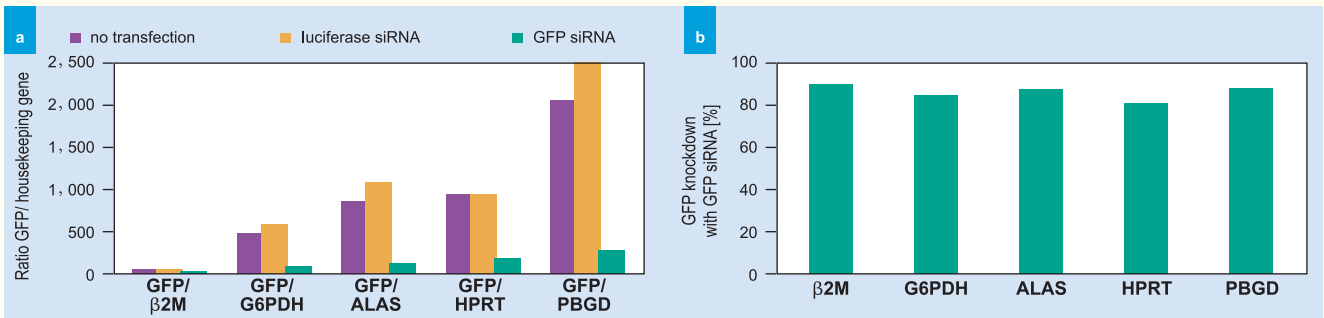 a
no transfection
luciferase siRNA
GFP siRNA
Ratio GFP/ housekeeping gene
2, 500
2, 000
1, 500
1, 000
500
0
GFP/
β2M
GFP/
G6PDH
GFP/
ALAS
GFP/
HPRT
GFP/
PBGD
b
GFP knockdown
with GFP siRNA [%]
100
80
60
40
20
0
β2M
G6PDH
ALAS
HPRT
PBGD